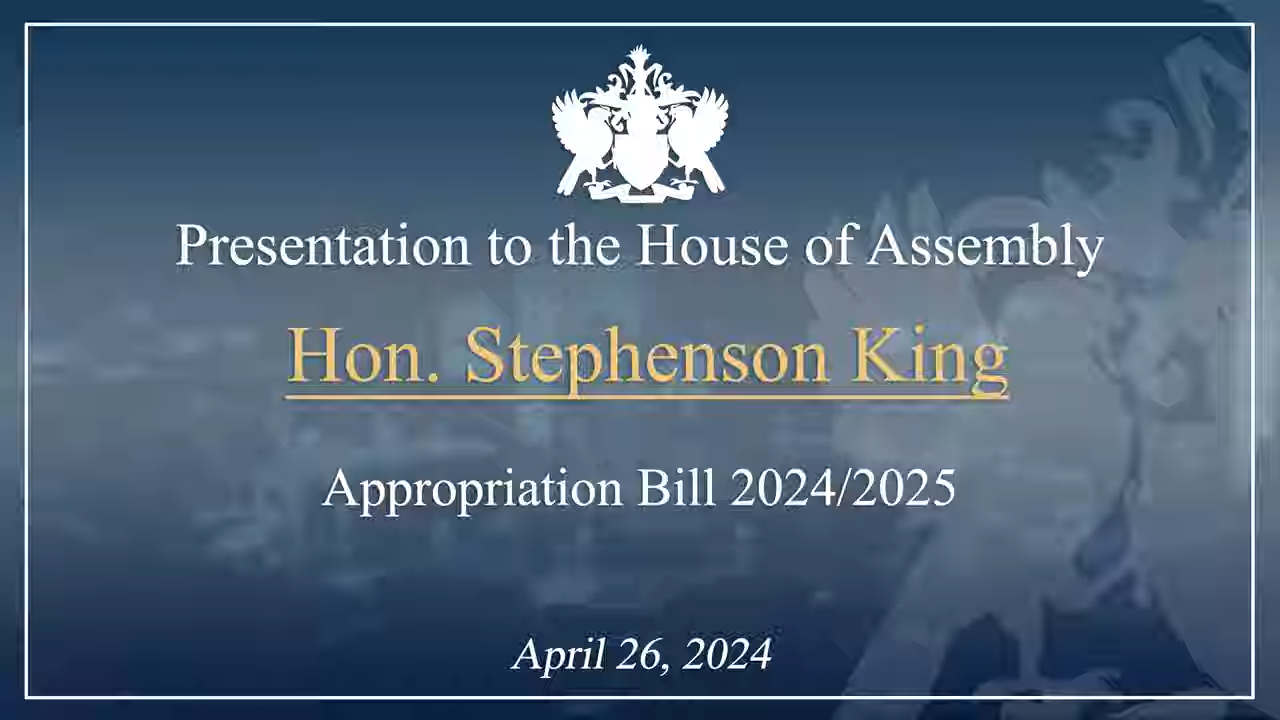 Presentation to the House of Assembly
Hon. Stephenson King
Appropriation Bill 2024/2025
April 26, 2024